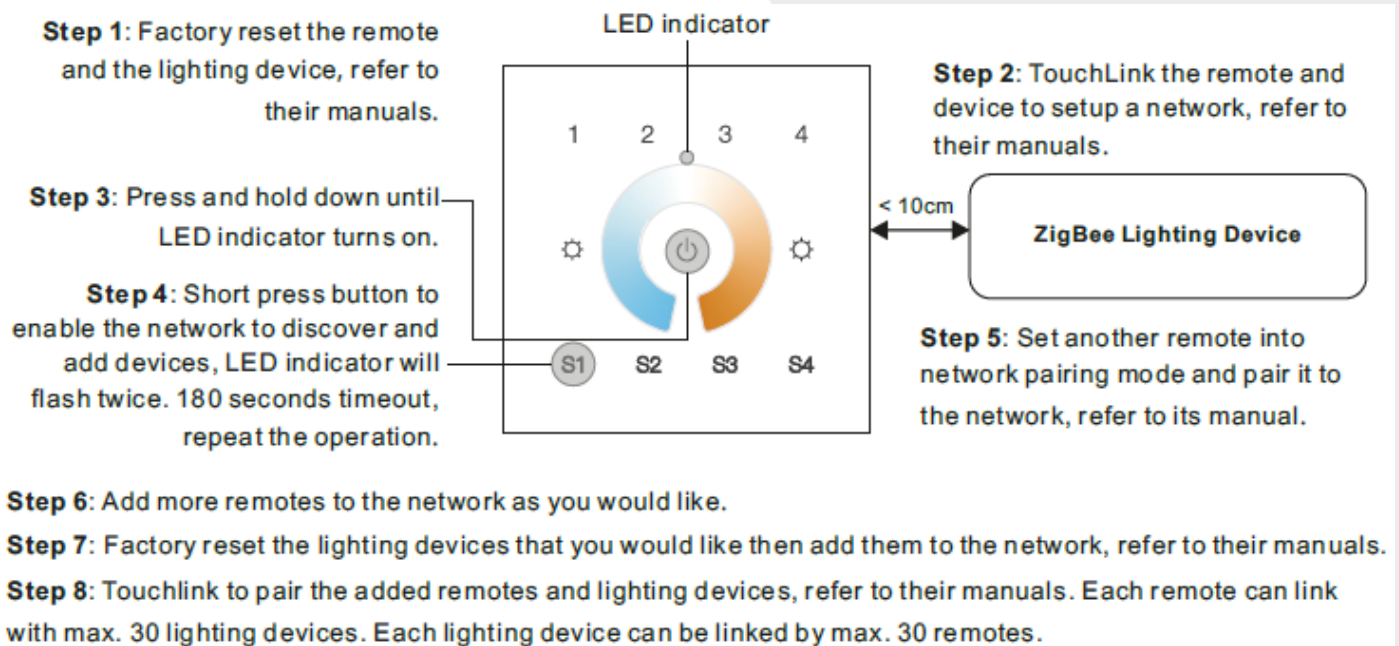 LED indicator
Step 1: Factory reset the remote
and the lighting device, refer to
their manuals.
Step 2: TouchLink the remote and
device to setup a network, refer to
their manuals.
1 2 3 4
Step 3: Press and hold down until
LED indicator turns on.
< 10cm
ZigBee Lighting Device
Step 4: Short press button to
enable the network to discover and
add devices, LED indicator will
flash twice. 180 seconds timeout,
repeat the operation.
S1 S2 S3 S4
Step 5: Set another remote into
network pairing mode and pair it to
the network, refer to its manual.
Step 6: Add more remotes to the network as you would like.
Step 7: Factory reset the lighting devices that you would like then add them to the network, refer to their manuals.
Step 8: Touchlink to pair the added remotes and lighting devices, refer to their manuals. Each remote can link
with max. 30 lighting devices. Each lighting device can be linked by max. 30 remotes.